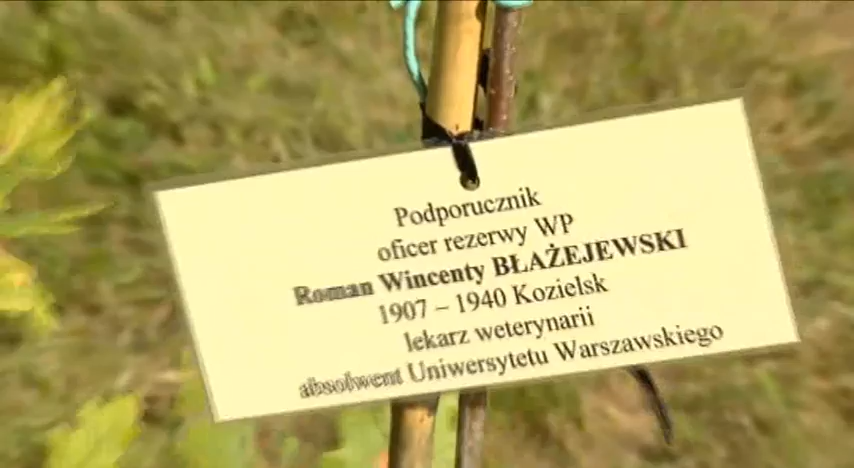 Podporucznik
oficer rezerwy WP
Roman Wincenty BŁAŻEJEWSKI
1907 – 1940 Kozielsk
lekarz weterynarii
absolwent Uniwersytetu Warszawskiego